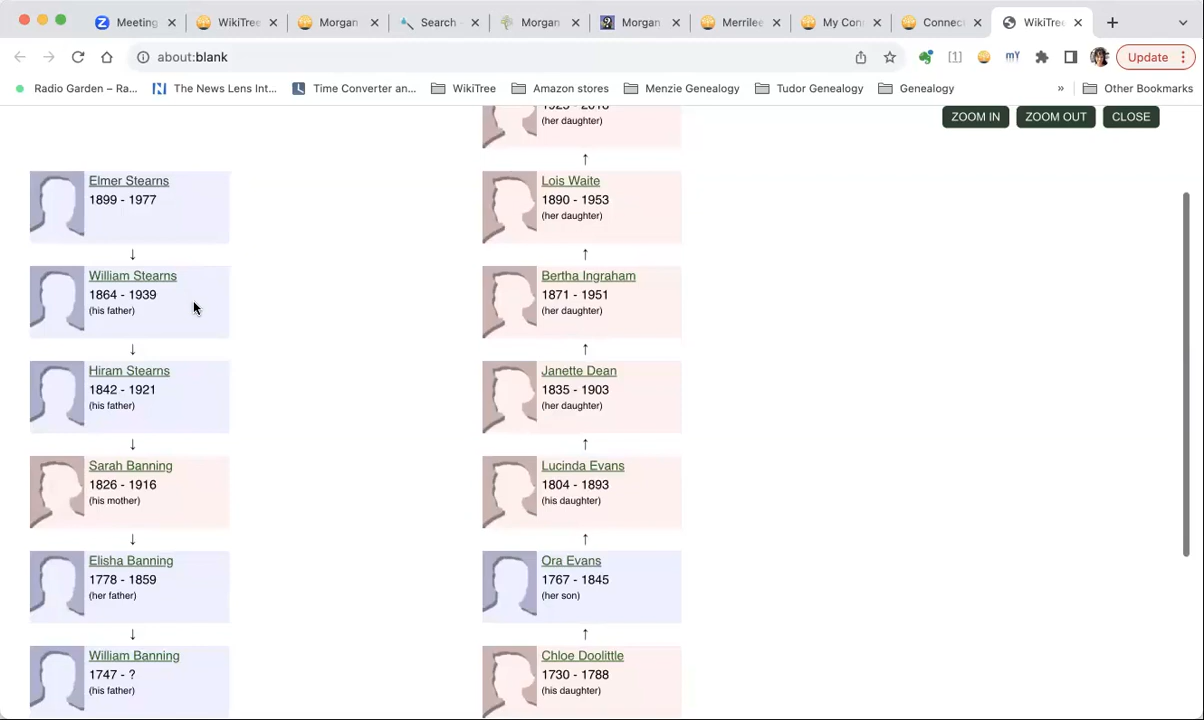 Meeting
WikiTree
Morgan
Search
Morgan
Morgan
Merrilee
My Con
Connec
WikiTree
about:blank
[1]
mY
Update
Radio Garden – Ra...
The News Lens Int...
Time Converter an...
WikiTree
Amazon stores
Menzie Genealogy
Tudor Genealogy
Genealogy
»
Other Bookmarks
ZOOM IN
ZOOM OUT
CLOSE
(her daughter)
↑
Elmer Stearns
1899 - 1977
↓
William Stearns
1864 - 1939
(his father)
↓
Hiram Stearns
1842 - 1921
(his father)
↓
Sarah Banning
1826 - 1916
(his mother)
↓
Elisha Banning
1778 - 1859
(her father)
↓
William Banning
1747 - ?
(his father)
Lois Waite
1890 - 1953
(her daughter)
↑
Bertha Ingraham
1871 - 1951
(her daughter)
↑
Janette Dean
1835 - 1903
(her daughter)
↑
Lucinda Evans
1804 - 1893
(his daughter)
↑
Ora Evans
1767 - 1845
(her son)
↑
Chloe Doolittle
1730 - 1788
(his daughter)